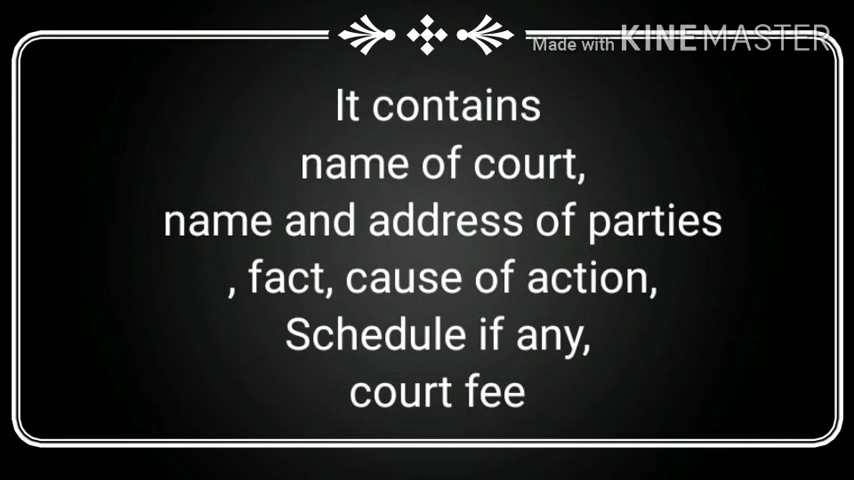 Made with KINEMASTER
It contains
name of court,
name and address of parties
, fact, cause of action,
Schedule if any,
court fee